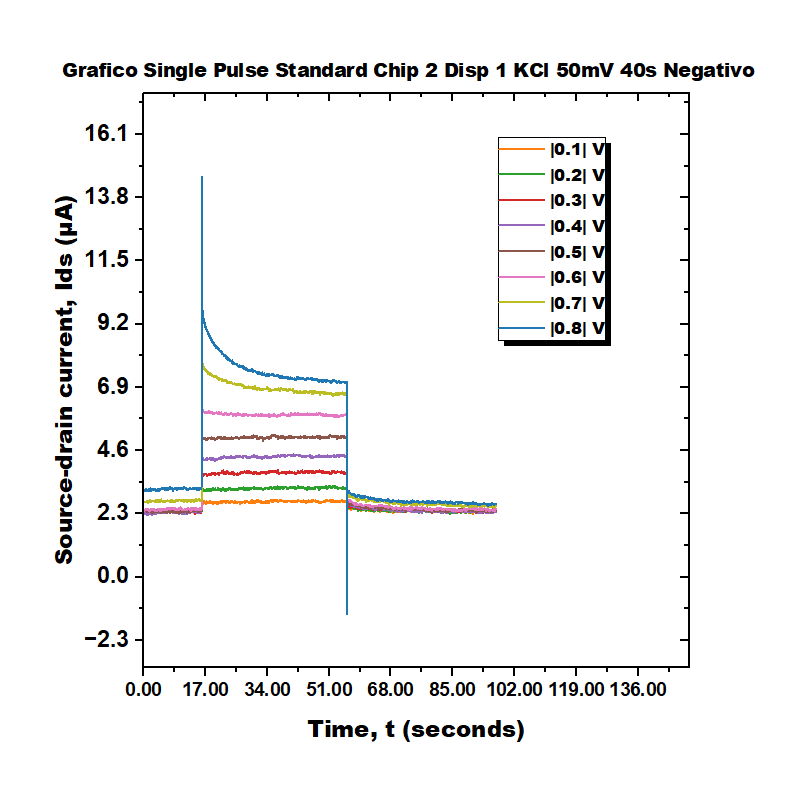 Grafico Single Pulse Standard Chip 2 Disp 1 KCl 50mV 40s Negativo
16.1
13.8
11.5
9.2
6.9
4.6
2.3
0.0
−2.3
Source-drain current, Ids (μA)
|0.1| V
|0.2| V
|0.3| V
|0.4| V
|0.5| V
|0.6| V
|0.7| V
|0.8| V
0.00 17.00 34.00 51.00 68.00 85.00 102.00 119.00 136.00
Time, t (seconds)